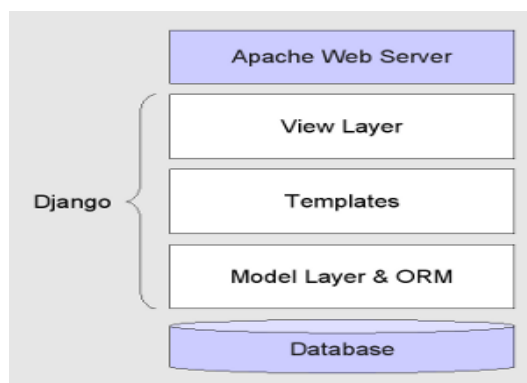 Apache Web Server
View Layer
Django
Templates
Model Layer & ORM
Database